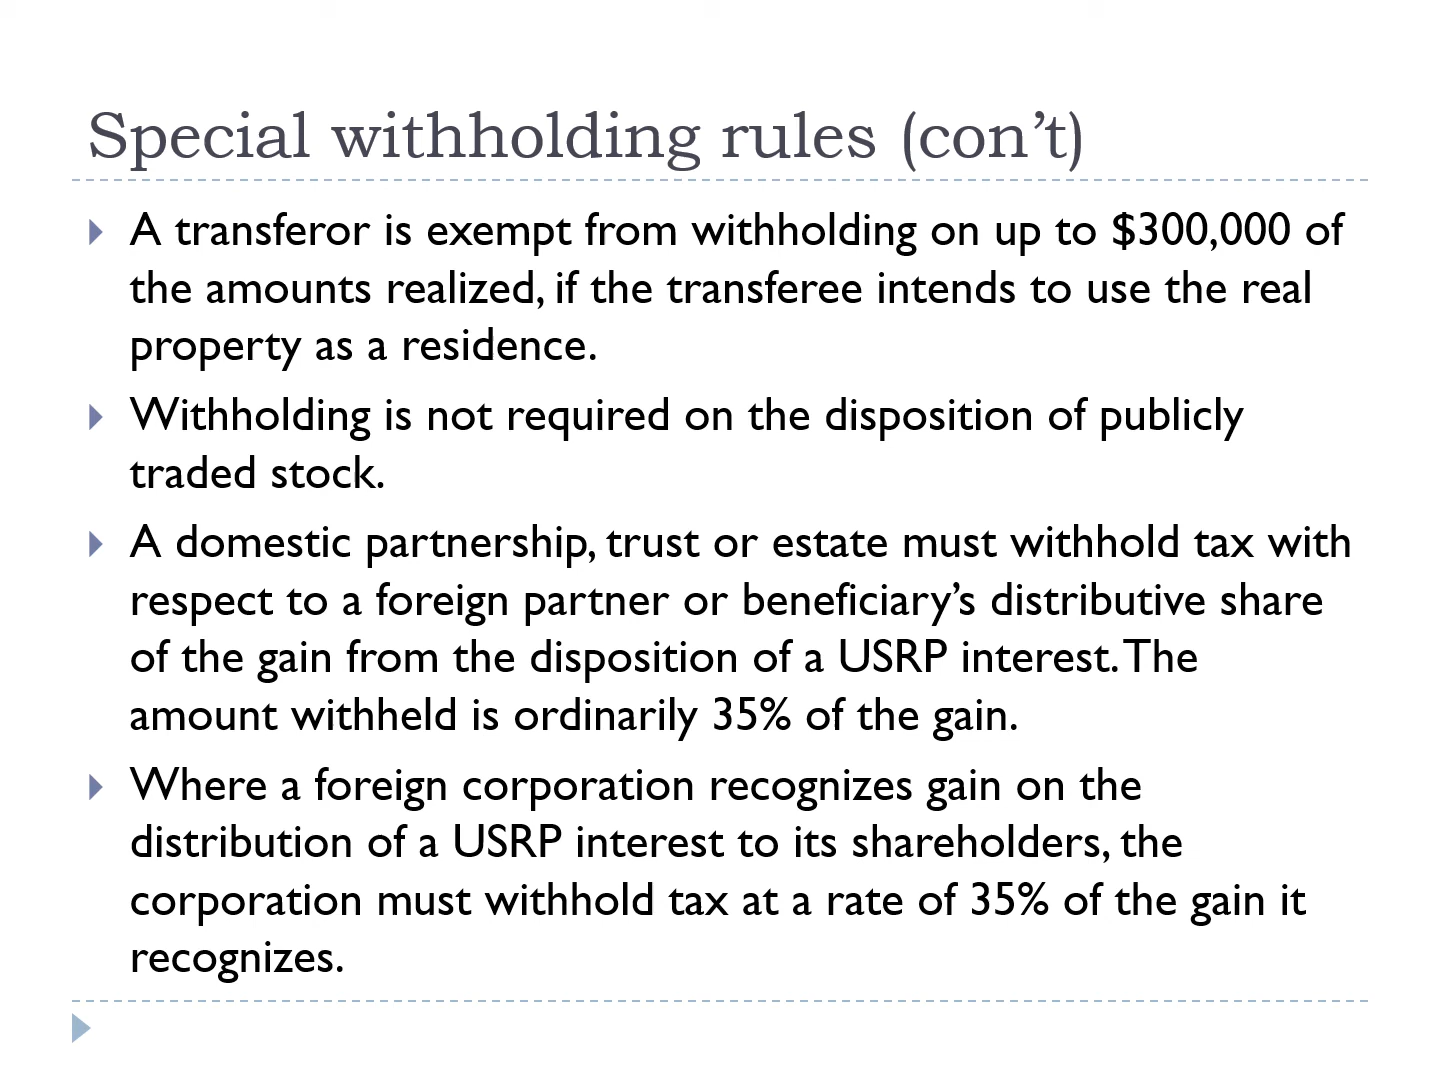 Special withholding rules (con’t)
A transferor is exempt from withholding on up to $300,000 of
the amounts realized, if the transferee intends to use the real
property as a residence.
Withholding is not required on the disposition of publicly
traded stock.
A domestic partnership, trust or estate must withhold tax with
respect to a foreign partner or beneficiary’s distributive share
of the gain from the disposition of a USRP interest. The
amount withheld is ordinarily 35% of the gain.
Where a foreign corporation recognizes gain on the
distribution of a USRP interest to its shareholders, the
corporation must withhold tax at a rate of 35% of the gain it
recognizes.